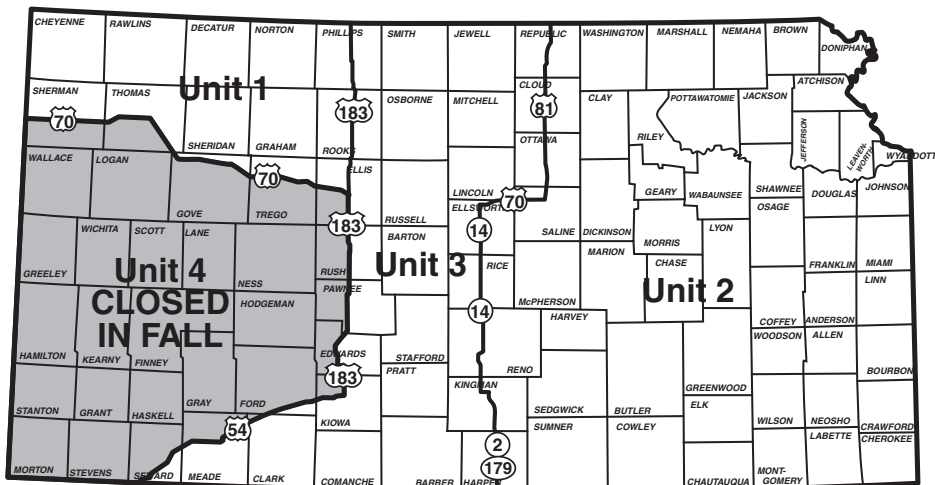 CHEYENNE RAWLINS DECATUR NORTON PHILLIPS SMITH JEWELL REPUBLIC WASHINGTON MARSHALL NEMAHA BROWN
DONIPHAN
SHERMAN THOMAS Unit 1 183 OSBORNE MITCHELL CLOUD 81 CLAY POTTAWATOMIE JACKSON ATCHISON
70
SHERIDAN GRAHAM ROOKS OTTAWA RILEY JEFFERSON LEAVEN-
WORTH
WYANDOTT
WALLACE LOGAN 70 ELLIS LINCOLN 70 GEARY WABAUNSEE SHAWNEE DOUGLAS JOHNSON
GOVE TREGO 183 RUSSELL ELLSWORTH OSAGE
WICHITA SCOTT LANE BARTON 14 SALINE DICKINSON LYON
GREELEY Unit 4 NESS RUSH Unit 3 RICE MARION MORRIS CHASE Unit 2 FRANKLIN MIAMI
CLOSED
IN FALL
HODGEMAN PAWNEE 14 McPHERSON HARVEY COFFEY ANDERSON LINN
HAMILTON KEARNY FINNEY EDWARDS STAFFORD RENO WOODSON ALLEN
183 PRATT KINGMAN GREENWOOD BOURBON
STANTON GRANT HASKELL GRAY FORD SEDGWICK BUTLER ELK
54 KIOWA SUMNER COWLEY WILSON NEOSHO CRAWFORD
2 LABETTE CHEROKEE
MORTON STEVENS SEWARD MEADE CLARK COMANCHE BARBER HARPER 179 CHAUTAUQUA MONT-
GOMERY